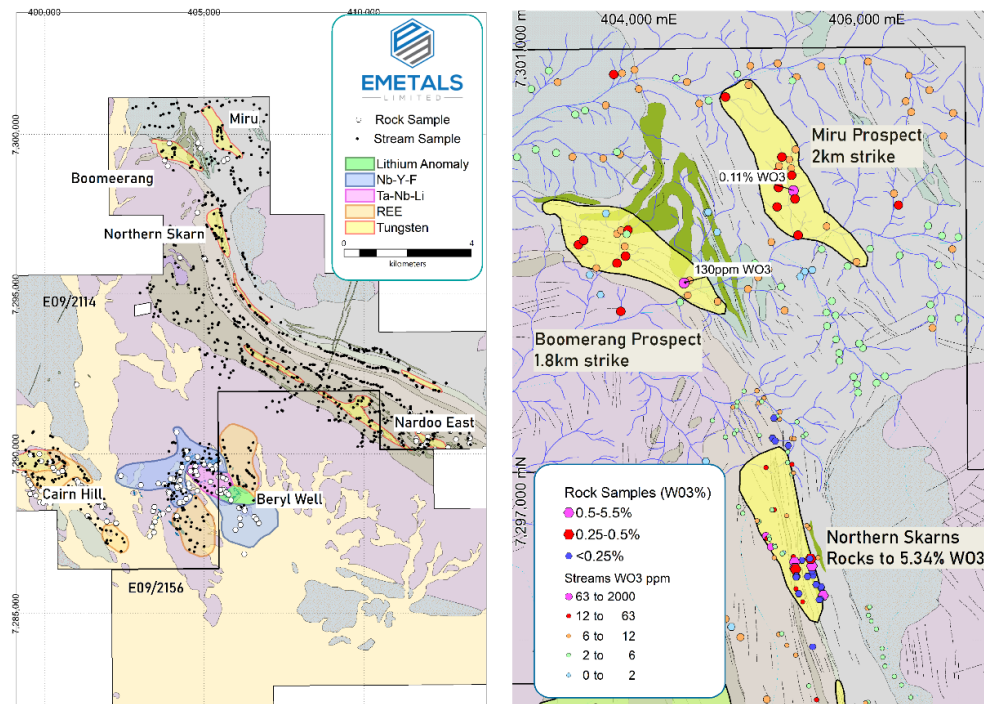 400,000
405,000
410,000
7,300,000
7,295,000
7,290,000
7,285,000
EMETALS
LIMITED
Rock Sample
Stream Sample
Lithium Anomaly
Nb-Y-F
Ta-Nb-Li
REE
Tungsten
0
4
kilometers
Miru
Boomerang
Northern Skarn
E09/2114
Nardoo East
Cairn Hill
Beryl Well
E09/2156
404,000 mE
406,000 mE
7,301,000 m
7,297,000 mN
Miru Prospect
2km strike
0.11% WO3
130ppm WO3
Boomerang Prospect
1.8km strike
Northern Skarns
Rocks to 5.34% WO3
Rock Samples (W03%)
0.5-5.5%
0.25-0.5%
<0.25%
Streams WO3 ppm
63 to 2000
12 to 63
6 to 12
2 to 6
0 to 2